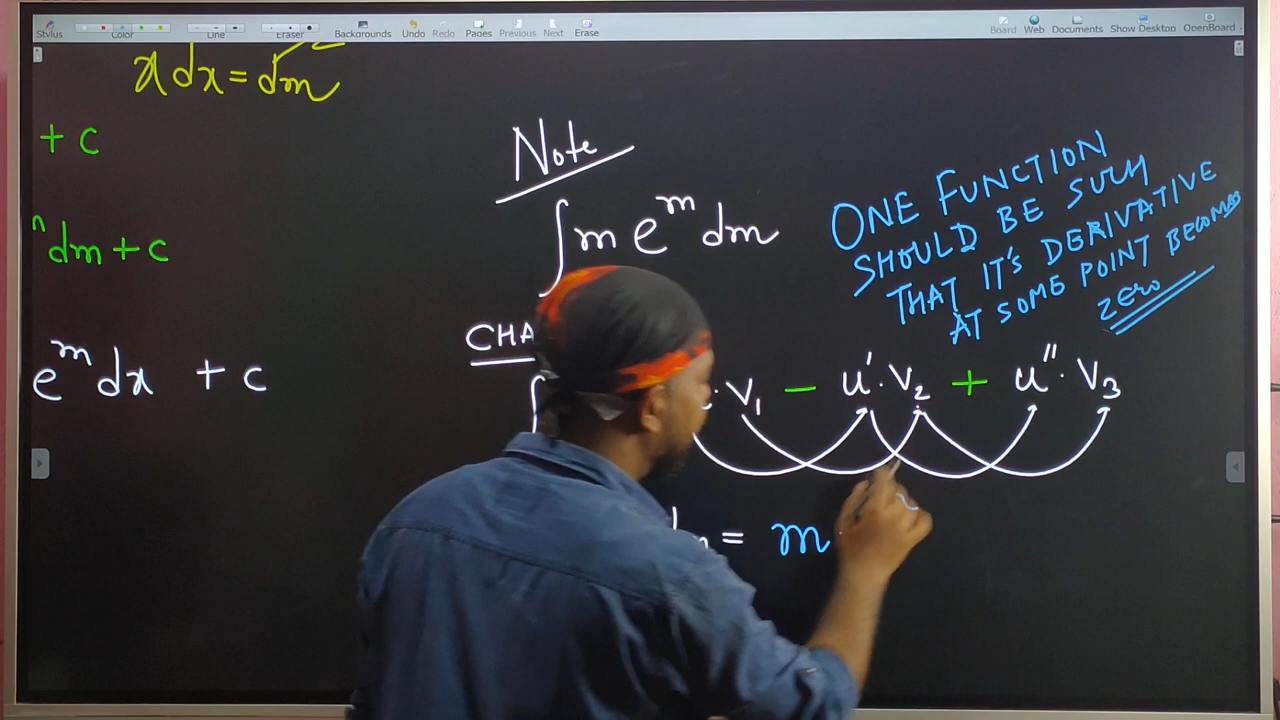 Stylus
Color
Line
Eraser
Backgrounds
Undo
Redo
Pages
Previous
Next
Erase
Board
Web
Documents
Show Desktop
OpenBoard
x dx = dm
+ c
dm + c
e^m dx + c
Note
∫ m e^m dm
ONE FUNCTION
SHOULD BE SUCH
THAT IT'S DERIVATIVE
AT SOME POINT BECOMES
ZERO
CHA
∫
· V₁ − u'· V₂ + u''· V₃
= m